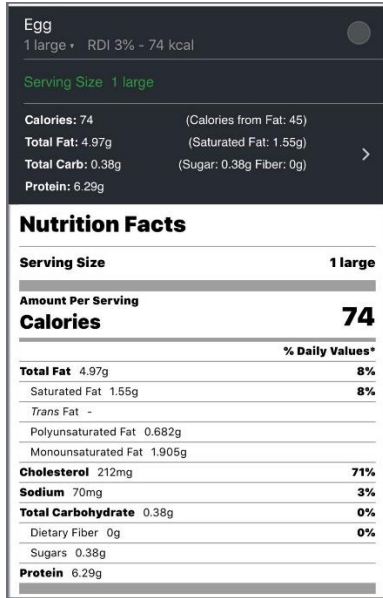 Egg
1 large ▾ RDI 3% - 74 kcal
Serving Size 1 large
Calories: 74 (Calories from Fat: 45)
Total Fat: 4.97g (Saturated Fat: 1.55g)
Total Carb: 0.38g (Sugar: 0.38g Fiber: 0g)
Protein: 6.29g
Nutrition Facts
Serving Size 1 large
Amount Per Serving
Calories 74
% Daily Values*
Total Fat 4.97g 8%
Saturated Fat 1.55g 8%
Trans Fat -
Polyunsaturated Fat 0.682g
Monounsaturated Fat 1.905g
Cholesterol 212mg 71%
Sodium 70mg 3%
Total Carbohydrate 0.38g 0%
Dietary Fiber 0g 0%
Sugars 0.38g
Protein 6.29g